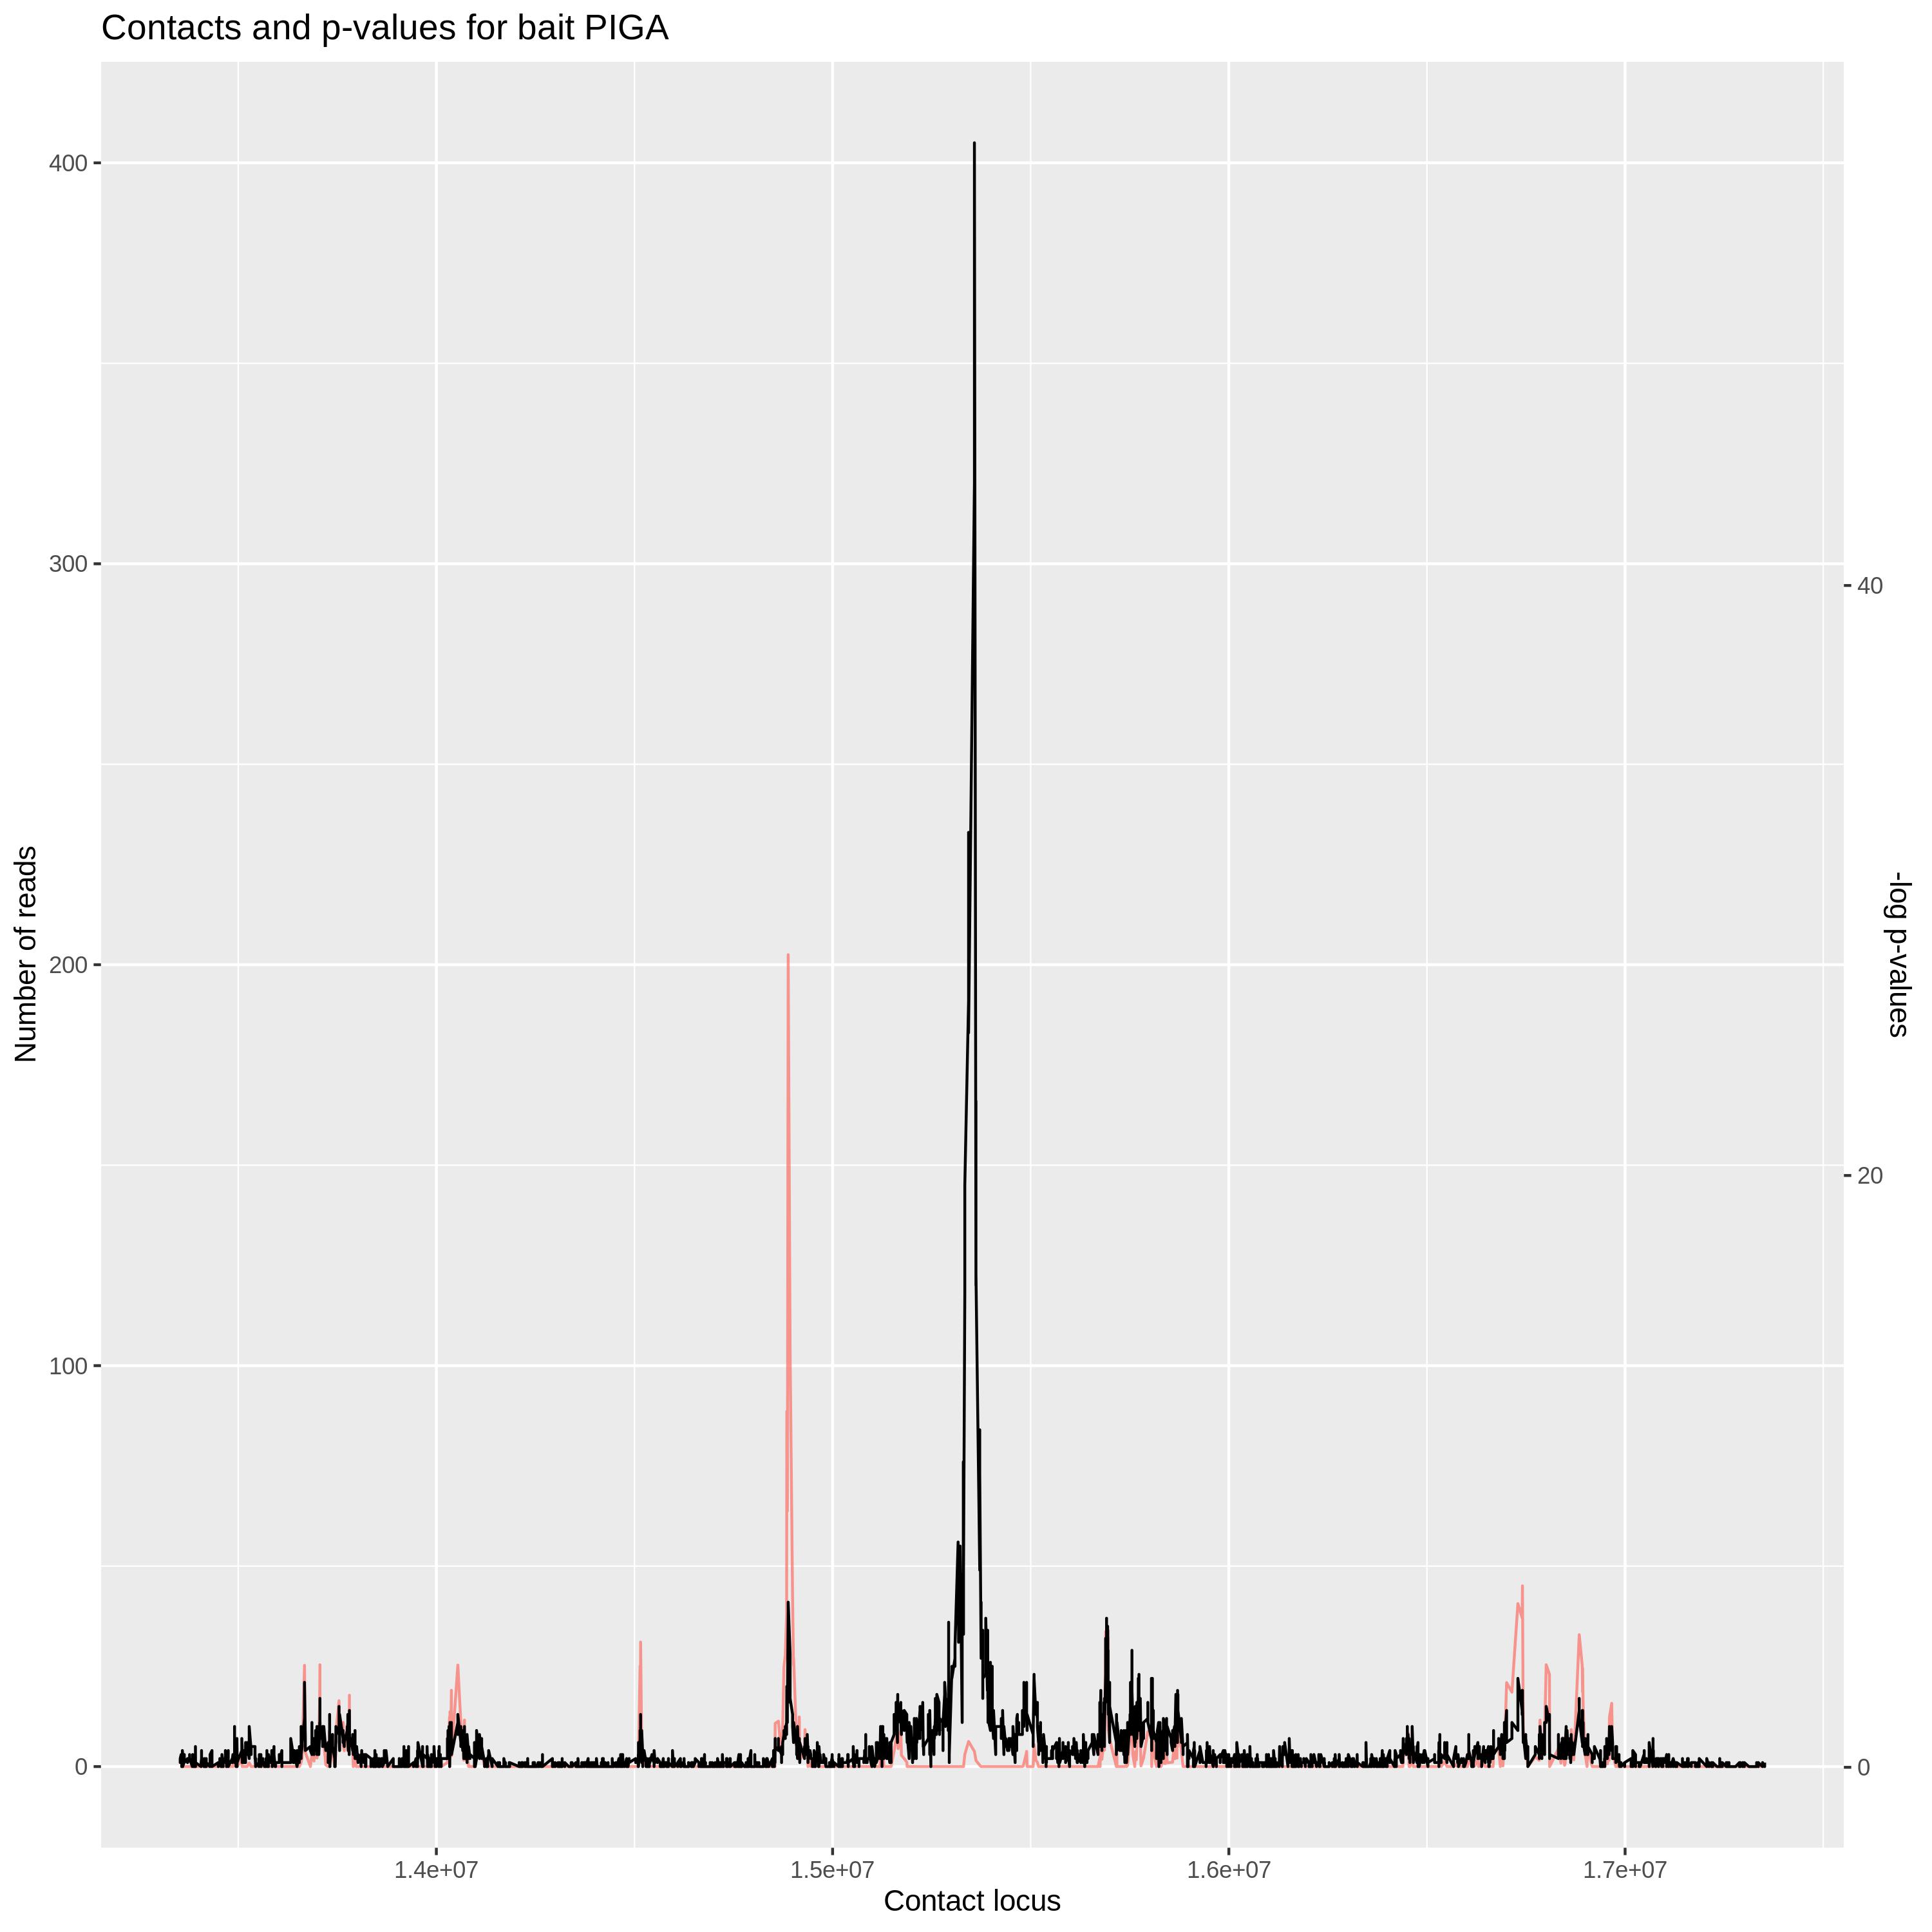 Contacts and p-values for bait PIGA
400
300
200
100
0
Number of reads
40
20
0
-log p-values
1.4e+07
1.5e+07
1.6e+07
1.7e+07
Contact locus